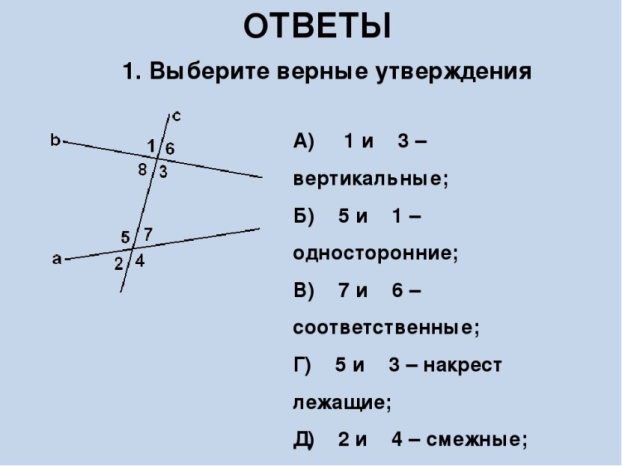 ОТВЕТЫ
1. Выберите верные утверждения
c
b
1 6
8 3
5 7
a
2 4
А) 1 и 3 –
вертикальные;
Б) 5 и 1 –
односторонние;
В) 7 и 6 –
соответственные;
Г) 5 и 3 – накрест
лежащие;
Д) 2 и 4 – смежные;